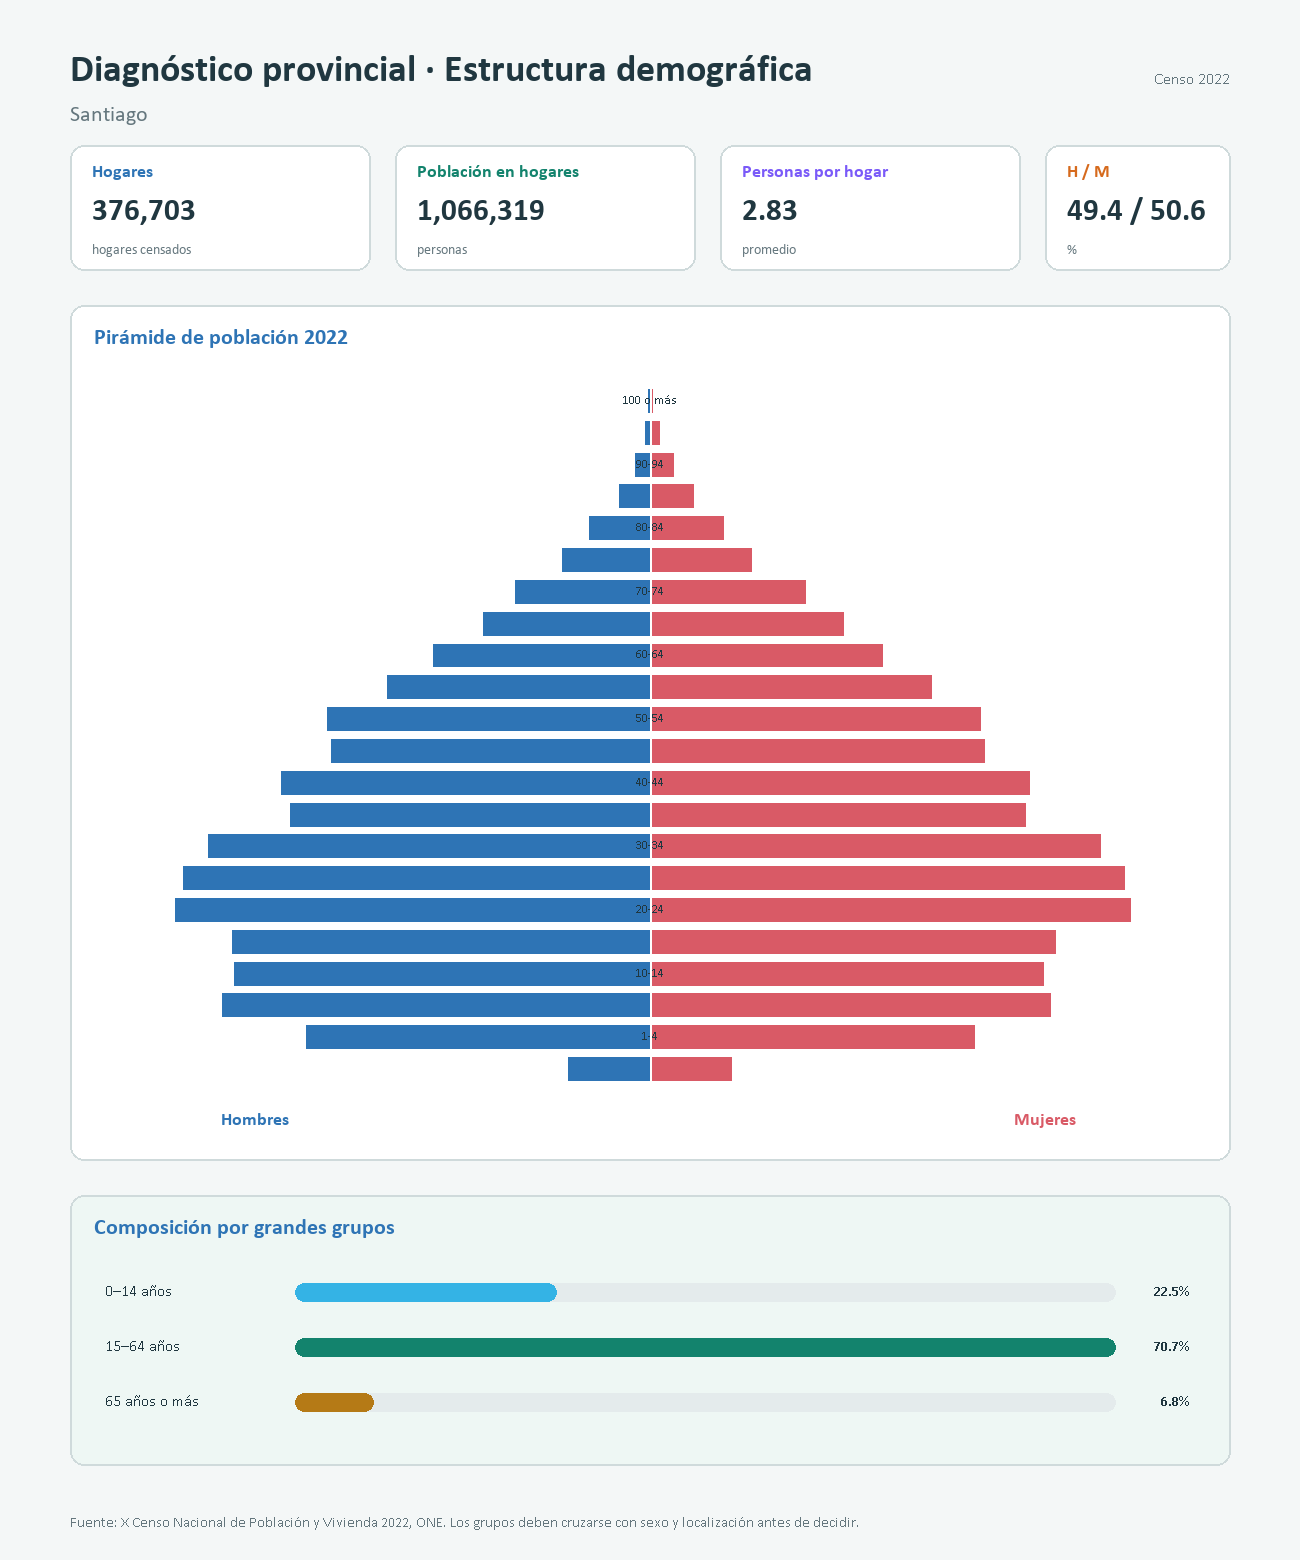 Diagnóstico provincial · Estructura demográfica
Censo 2022
Santiago
Hogares
376,703
hogares censados
Población en hogares
1,066,319
personas
Personas por hogar
2.83
promedio
H / M
49.4 / 50.6
%
Pirámide de población 2022
100 o más
90-94
80-84
70-74
60-64
50-54
40-44
30-34
20-24
10-14
1-4
Hombres
Mujeres
Composición por grandes grupos
0–14 años
22.5%
15–64 años
70.7%
65 años o más
6.8%
Fuente: X Censo Nacional de Población y Vivienda 2022, ONE. Los grupos deben cruzarse con sexo y localización antes de decidir.